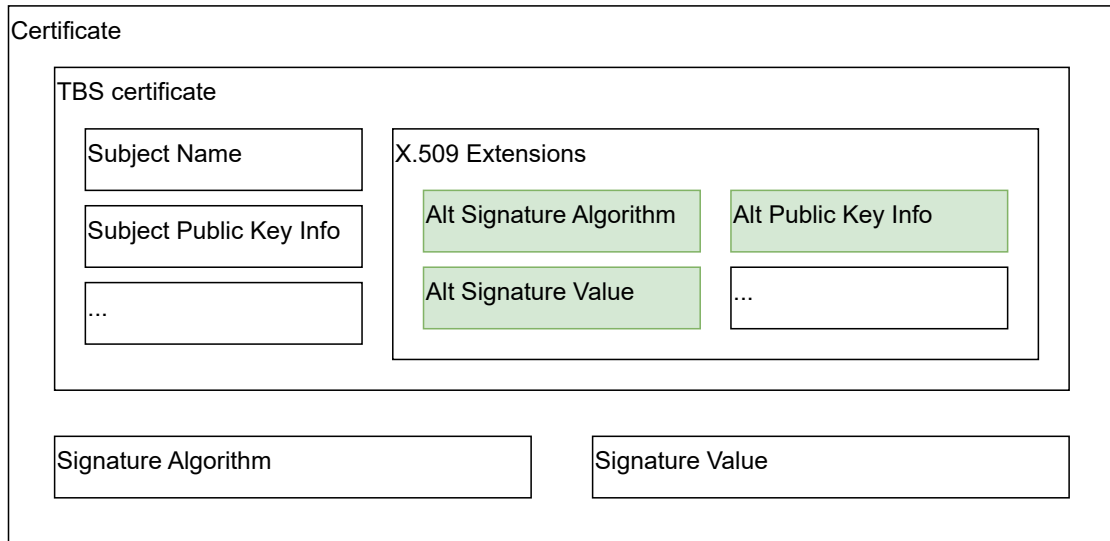 Certificate
TBS certificate
Subject Name
Subject Public Key Info
...
X.509 Extensions
Alt Signature Algorithm
Alt Public Key Info
Alt Signature Value
...
Signature Algorithm
Signature Value